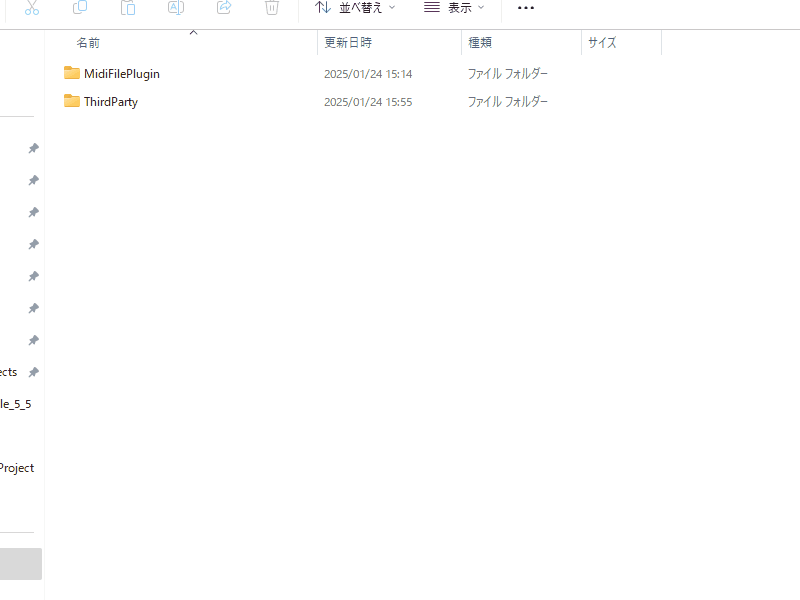 並べ替え 表示
名前 更新日時 種類 サイズ
MidiFilePlugin 2025/01/24 15:14 ファイル フォルダー
ThirdParty 2025/01/24 15:55 ファイル フォルダー
ects
le_5_5
Project